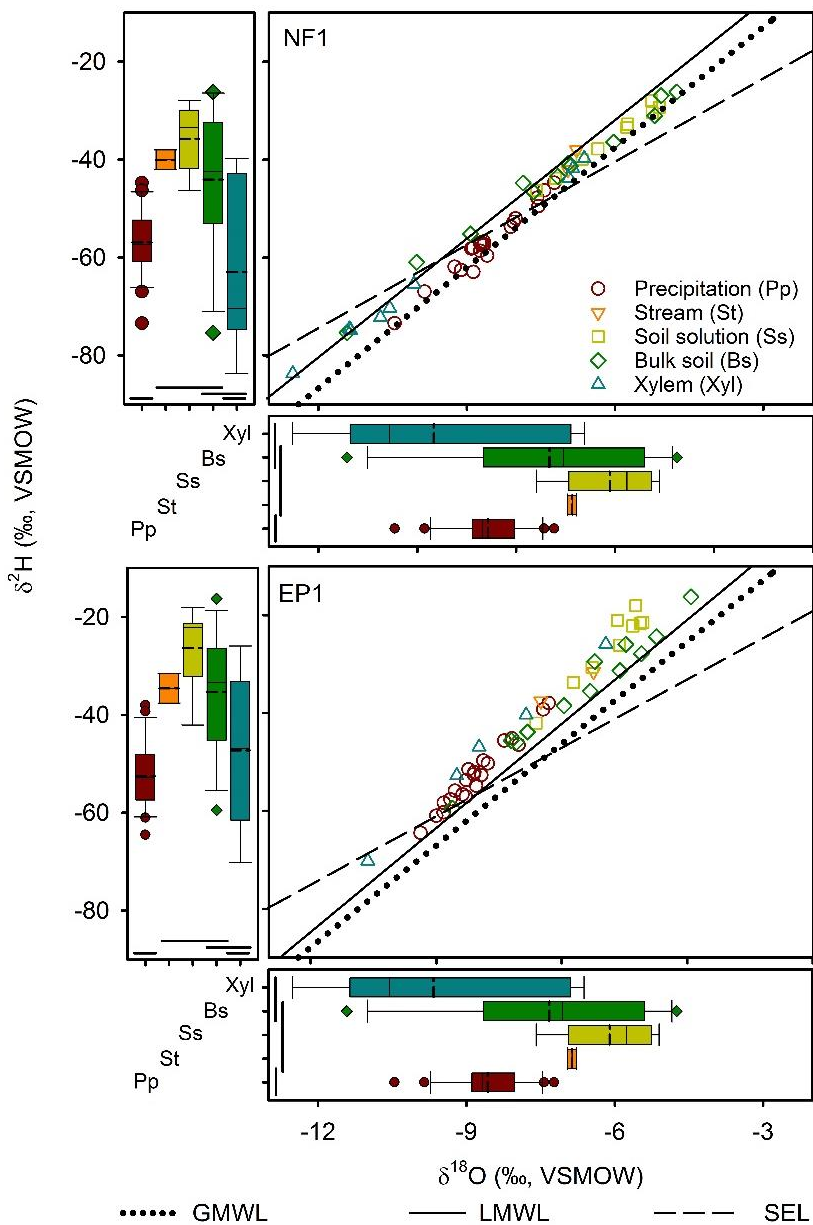 NF1
-20
-40
-60
-80
Precipitation (Pp)
Stream (St)
Soil solution (Ss)
Bulk soil (Bs)
Xylem (Xyl)
Xyl
Bs
Ss
St
Pp
δ²H (‰, VSMOW)
EP1
-20
-40
-60
-80
Xyl
Bs
Ss
St
Pp
-12 -9 -6 -3
δ¹⁸O (‰, VSMOW)
GMWL LMWL SEL